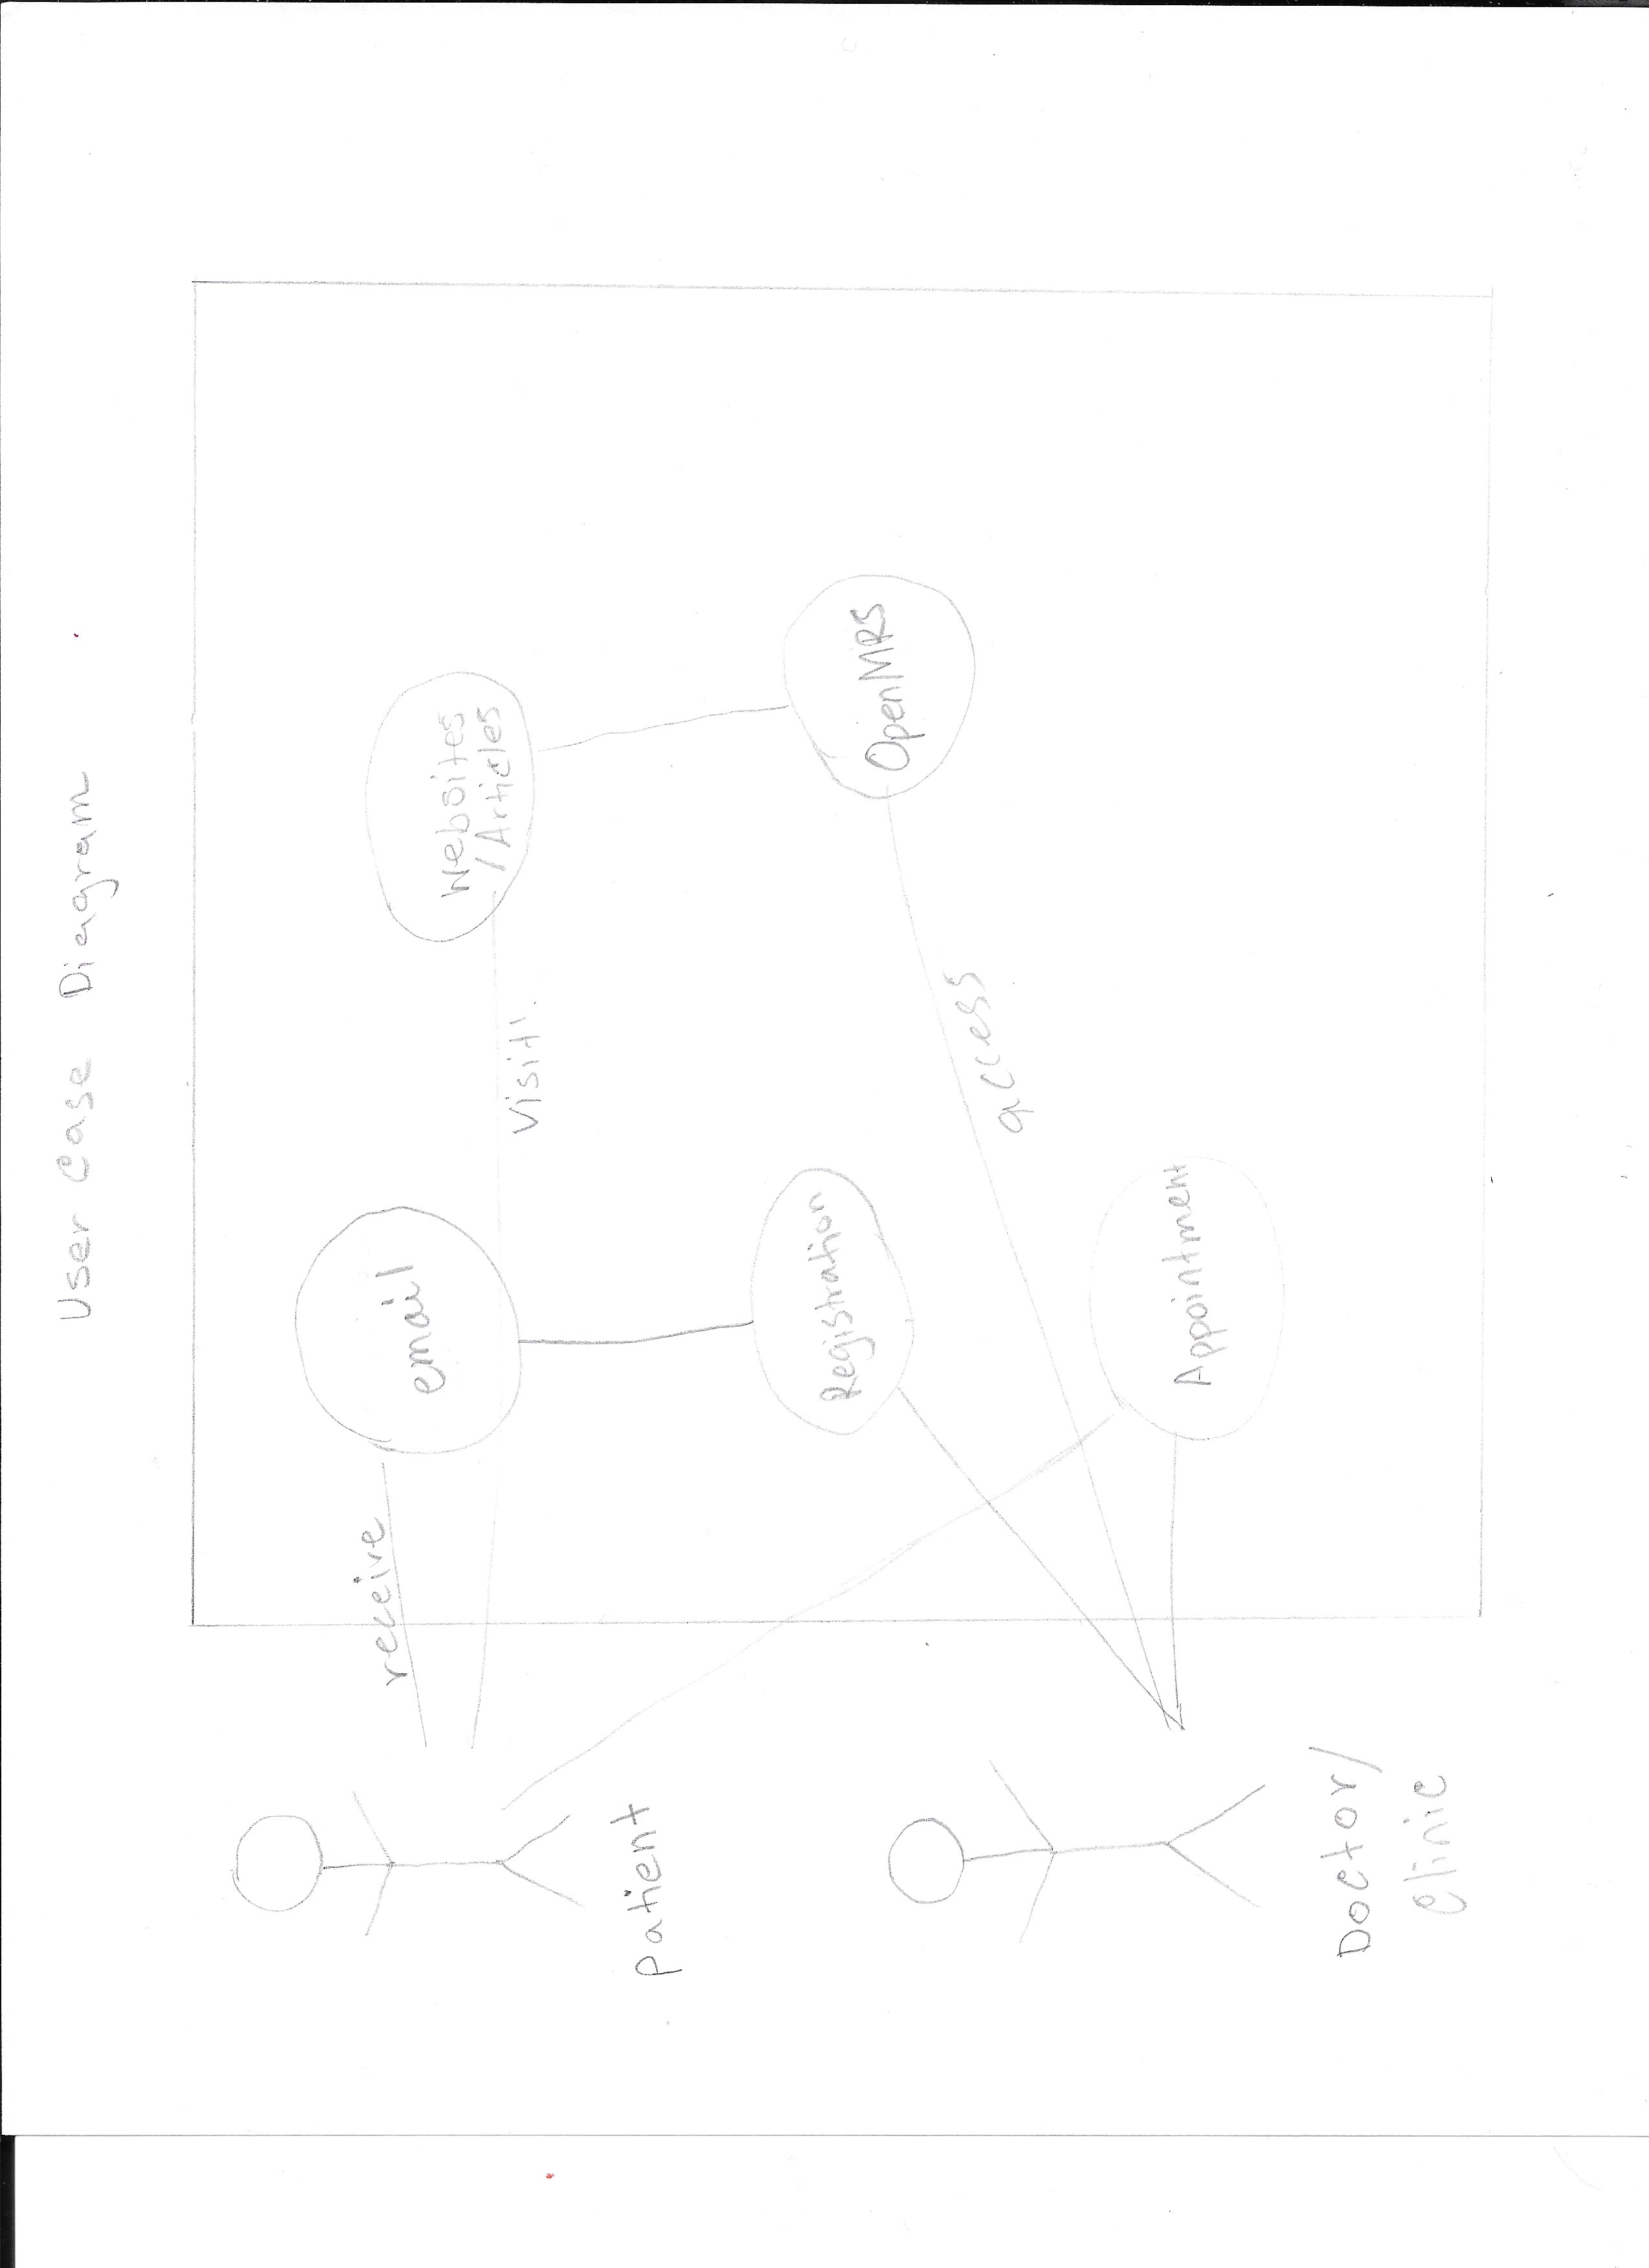 User Case Diagram
receive
email
Visit!
Websites
/Articles
Registration
OpenMRS
access
Appointment
Patient
Doctor/
Clinic